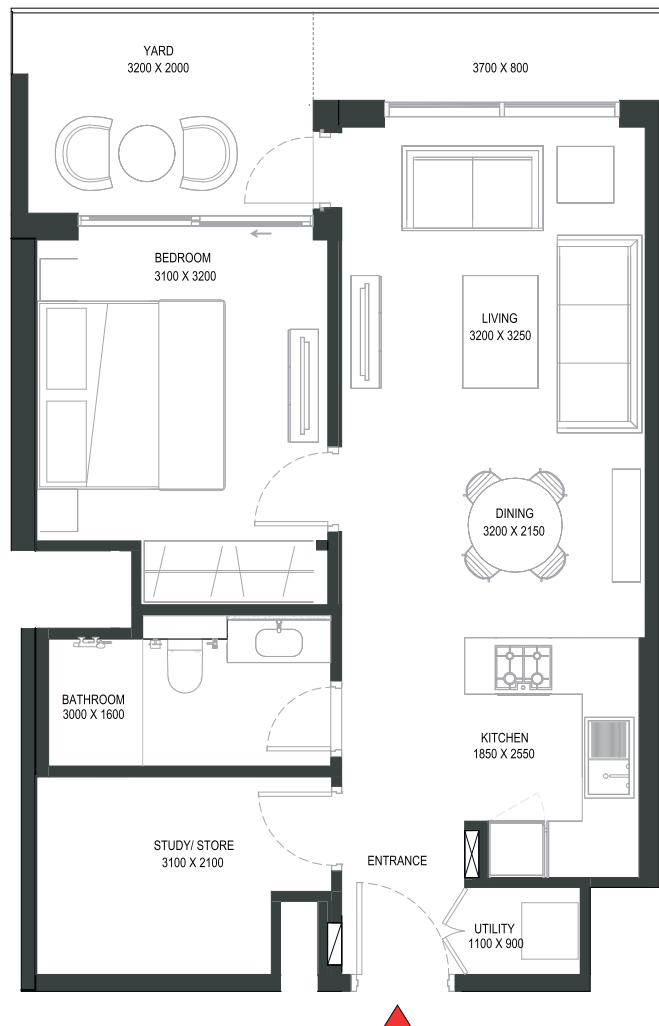 YARD
3200 X 2000
3700 X 800
BEDROOM
3100 X 3200
LIVING
3200 X 3250
DINING
3200 X 2150
BATHROOM
3000 X 1600
KITCHEN
1850 X 2550
STUDY/ STORE
3100 X 2100
ENTRANCE
UTILITY
1100 X 900